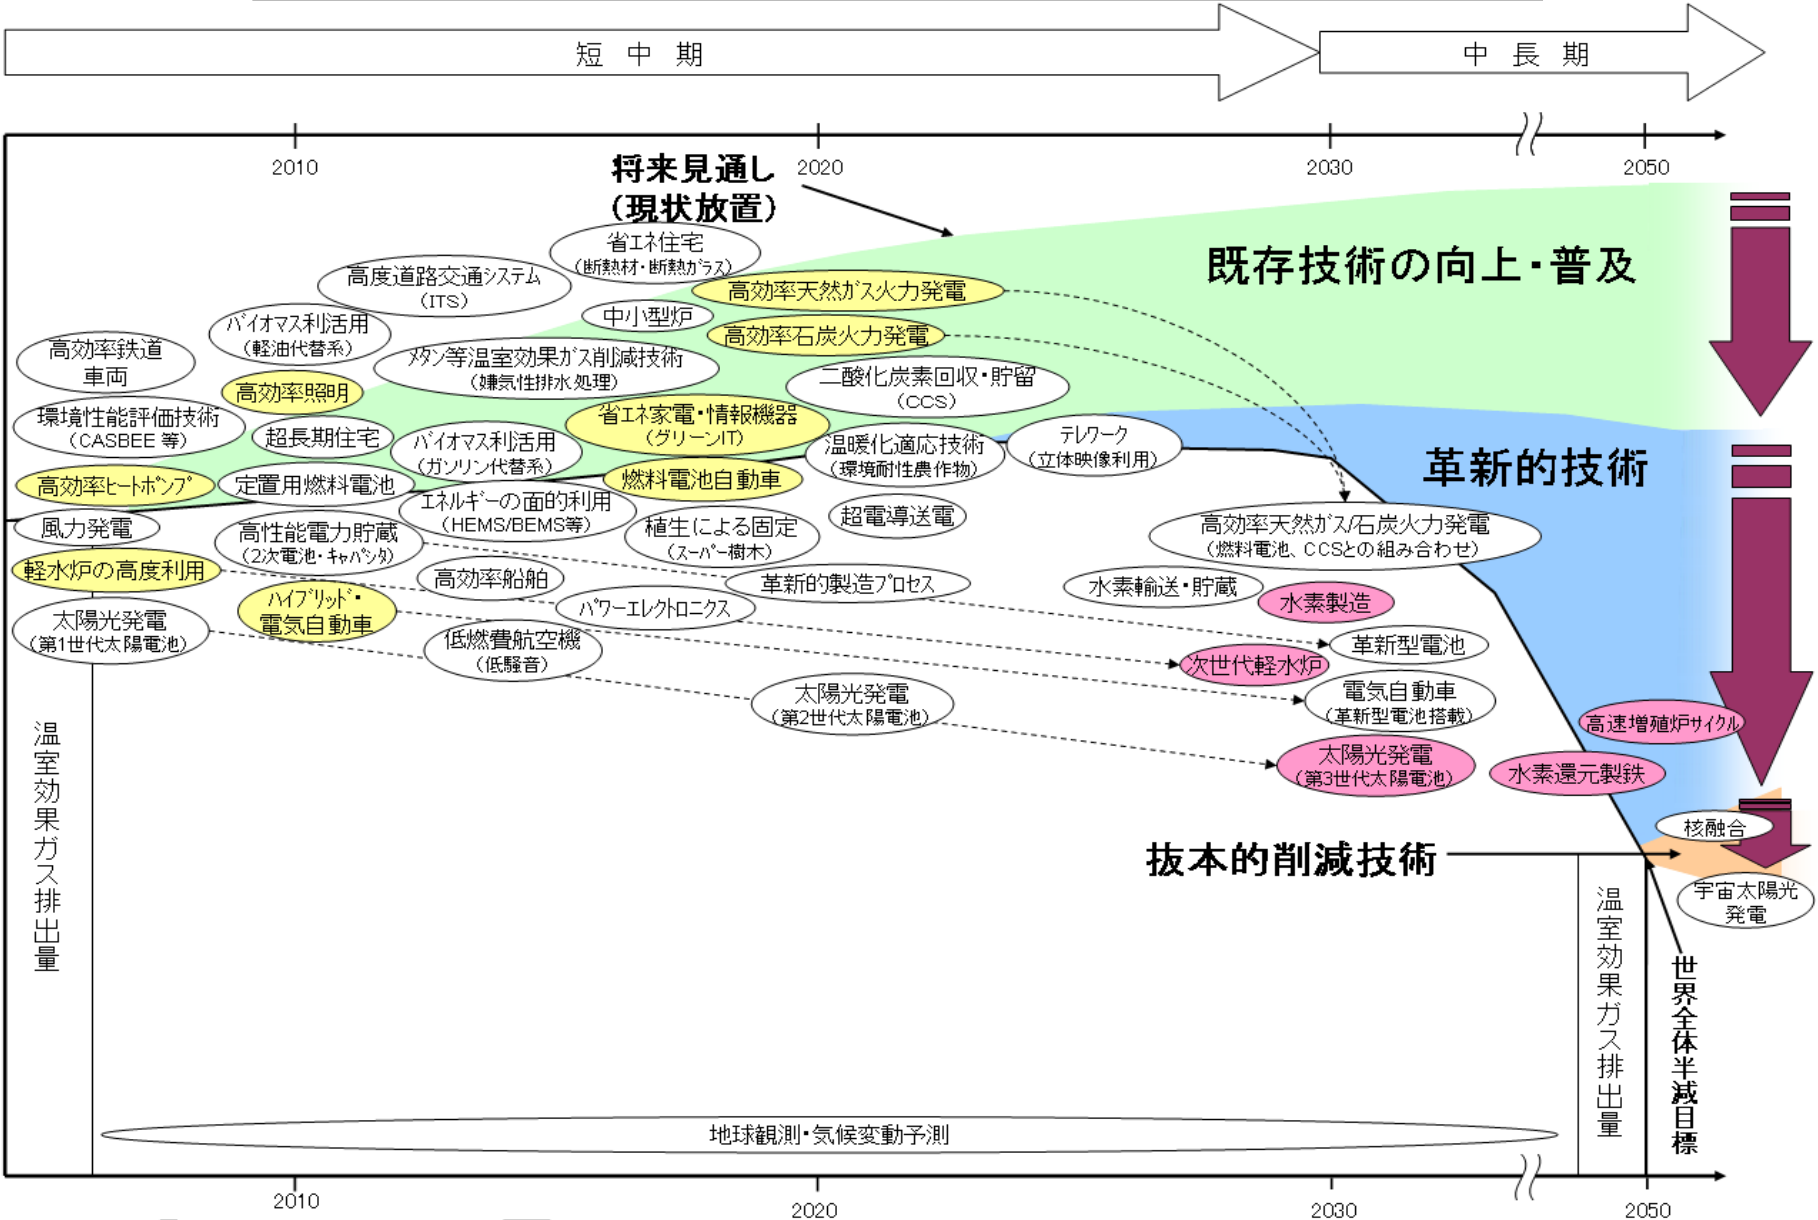 短中期
中長期
2010
2020
2030
2050
将来見通し
(現状放置)
省エネ住宅
(断熱材・断熱ガラス)
既存技術の向上・普及
高度道路交通システム
(ITS)
高効率天然ガス火力発電
バイオマス利活用
(軽油代替系)
中小型炉
高効率石炭火力発電
高効率鉄道
車両
メタン等温室効果ガス削減技術
(嫌気性排水処理)
二酸化炭素回収・貯留
(CCS)
高効率照明
環境性能評価技術
(CASBEE 等)
省エネ家電・情報機器
(グリーンIT)
超長期住宅
バイオマス利活用
(ガソリン代替系)
温暖化適応技術
(環境耐性農作物)
テレワーク
(立体映像利用)
革新的技術
高効率ヒートポンプ
定置用燃料電池
燃料電池自動車
エネルギーの面的利用
(HEMS/BEMS等)
風力発電
高性能電力貯蔵
(2次電池・キャパシタ)
植生による固定
(スーパー樹木)
超電導送電
高効率天然ガス/石炭火力発電
(燃料電池、CCSとの組み合わせ)
軽水炉の高度利用
高効率船舶
革新的製造プロセス
水素輸送・貯蔵
水素製造
ハイブリッド・
電気自動車
パワーエレクトロニクス
太陽光発電
(第1世代太陽電池)
低燃費航空機
(低騒音)
革新型電池
次世代軽水炉
太陽光発電
(第2世代太陽電池)
電気自動車
(革新型電池搭載)
高速増殖炉サイクル
太陽光発電
(第3世代太陽電池)
水素還元製鉄
核融合
抜本的削減技術
宇宙太陽光
発電
温室効果ガス排出量
温室効果ガス排出量
世界全体半減目標
地球観測・気候変動予測
2010
2020
2030
2050